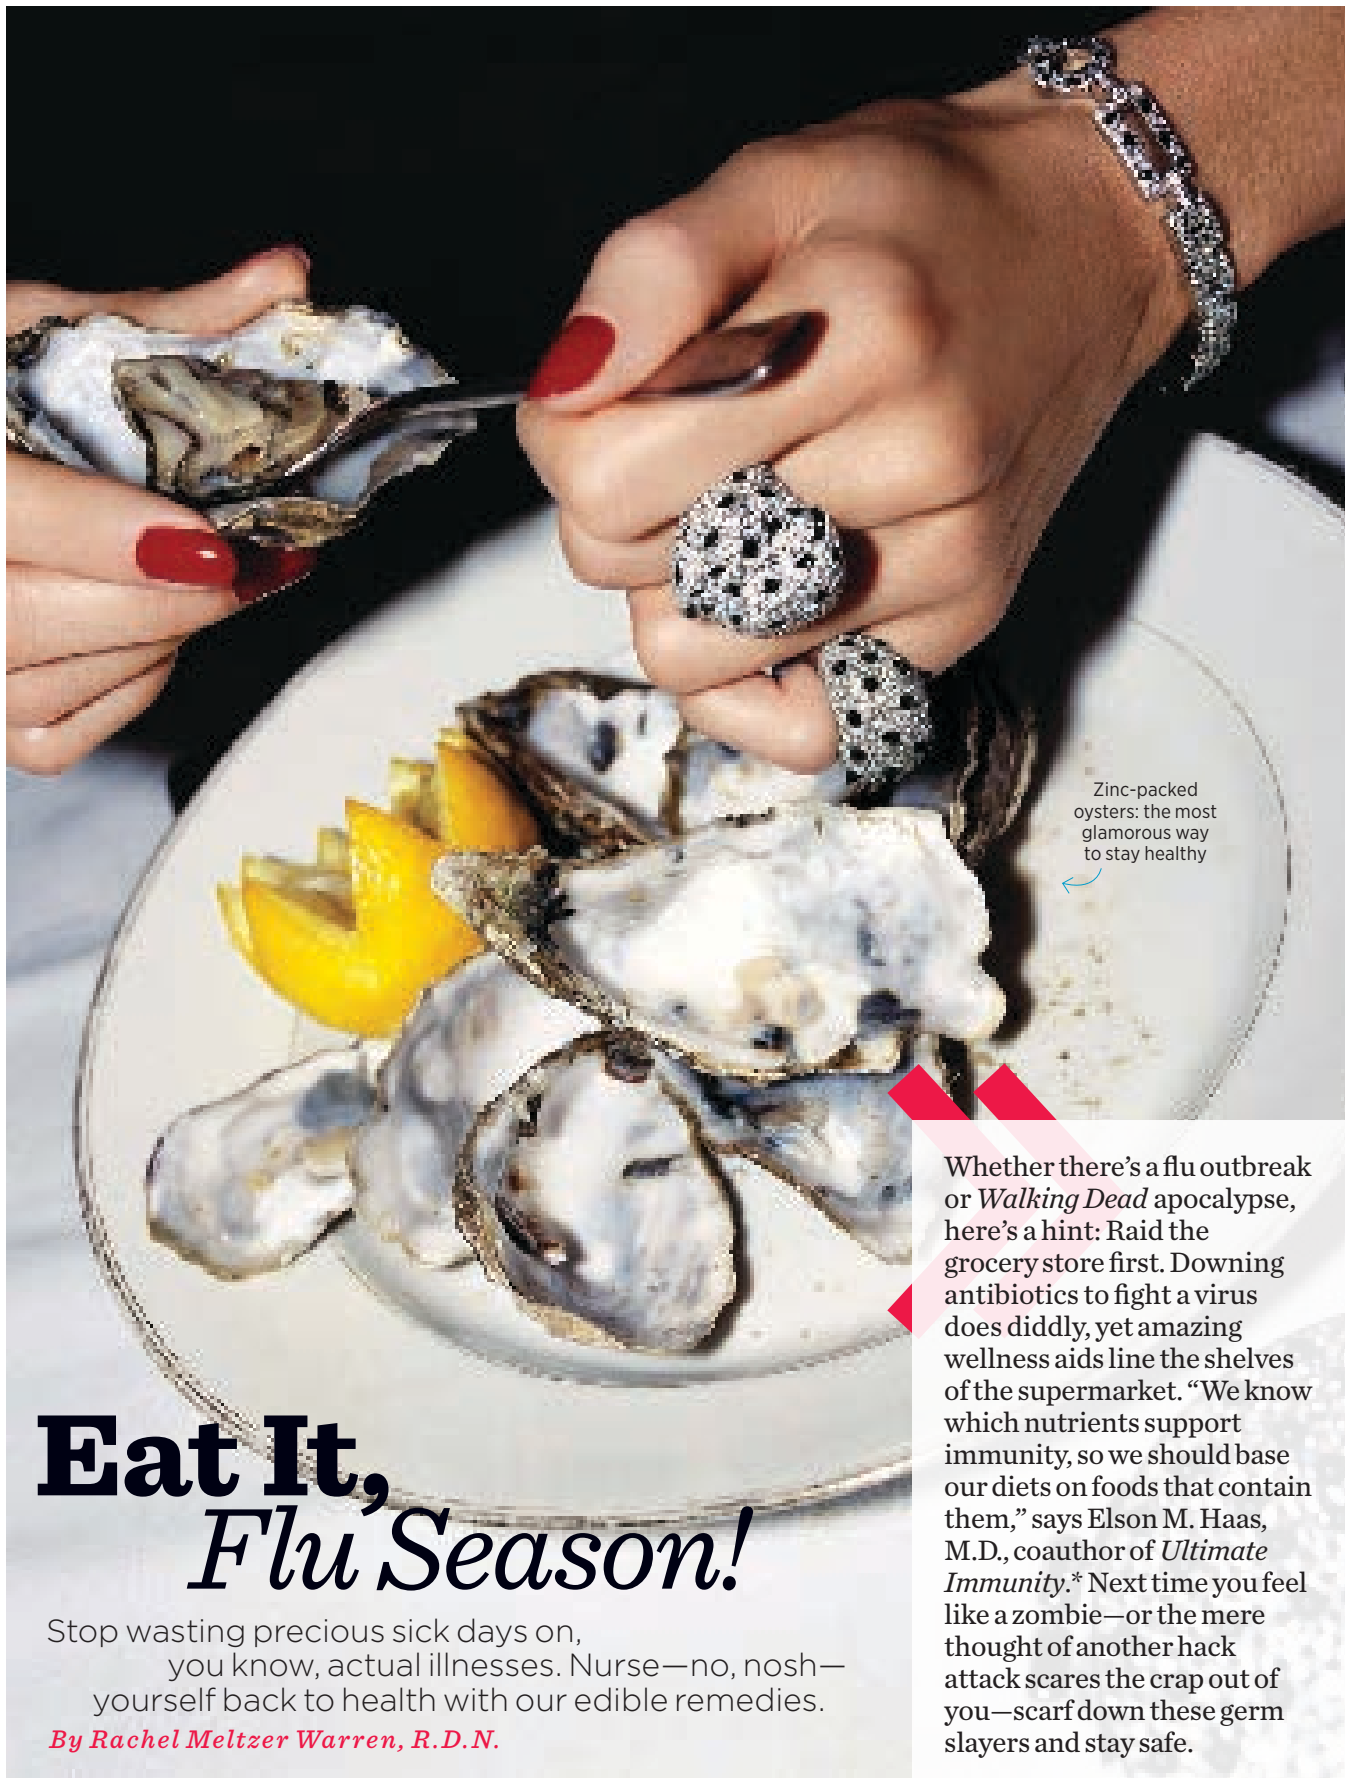 Zinc-packed
oysters: the most
glamorous way
to stay healthy
Eat It,
Flu Season!
Stop wasting precious sick days on,
you know, actual illnesses. Nurse—no, nosh—
yourself back to health with our edible remedies.
By Rachel Meltzer Warren, R.D.N.
Whether there’s a flu outbreak
or Walking Dead apocalypse,
here’s a hint: Raid the
grocery store first. Downing
antibiotics to fight a virus
does diddly, yet amazing
wellness aids line the shelves
of the supermarket. “We know
which nutrients support
immunity, so we should base
our diets on foods that contain
them,” says Elson M. Haas,
M.D., coauthor of Ultimate
Immunity.* Next time you feel
like a zombie—or the mere
thought of another hack
attack scares the crap out of
you—scarf down these germ
slayers and stay safe.